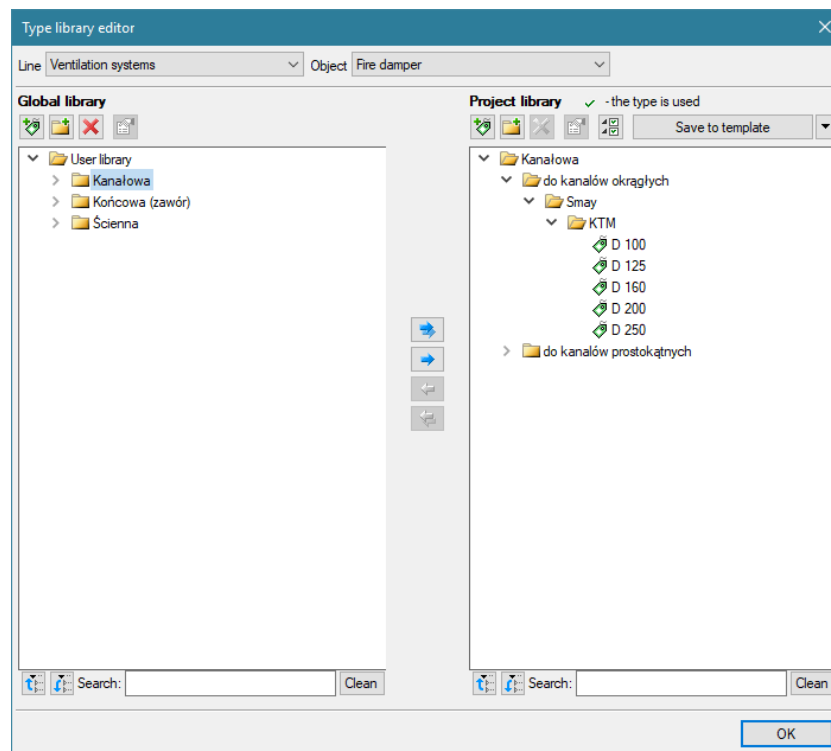 Type library editor
Line Ventilation systems Object Fire damper
Global library
User library
Kanałowa
Końcowa (zawór)
Ścienna
Search: Clean
Project library - the type is used
Save to template
Kanałowa
do kanalów okrągłych
Smay
KTM
D 100
D 125
D 160
D 200
D 250
do kanalów prostokątnych
Search: Clean
OK